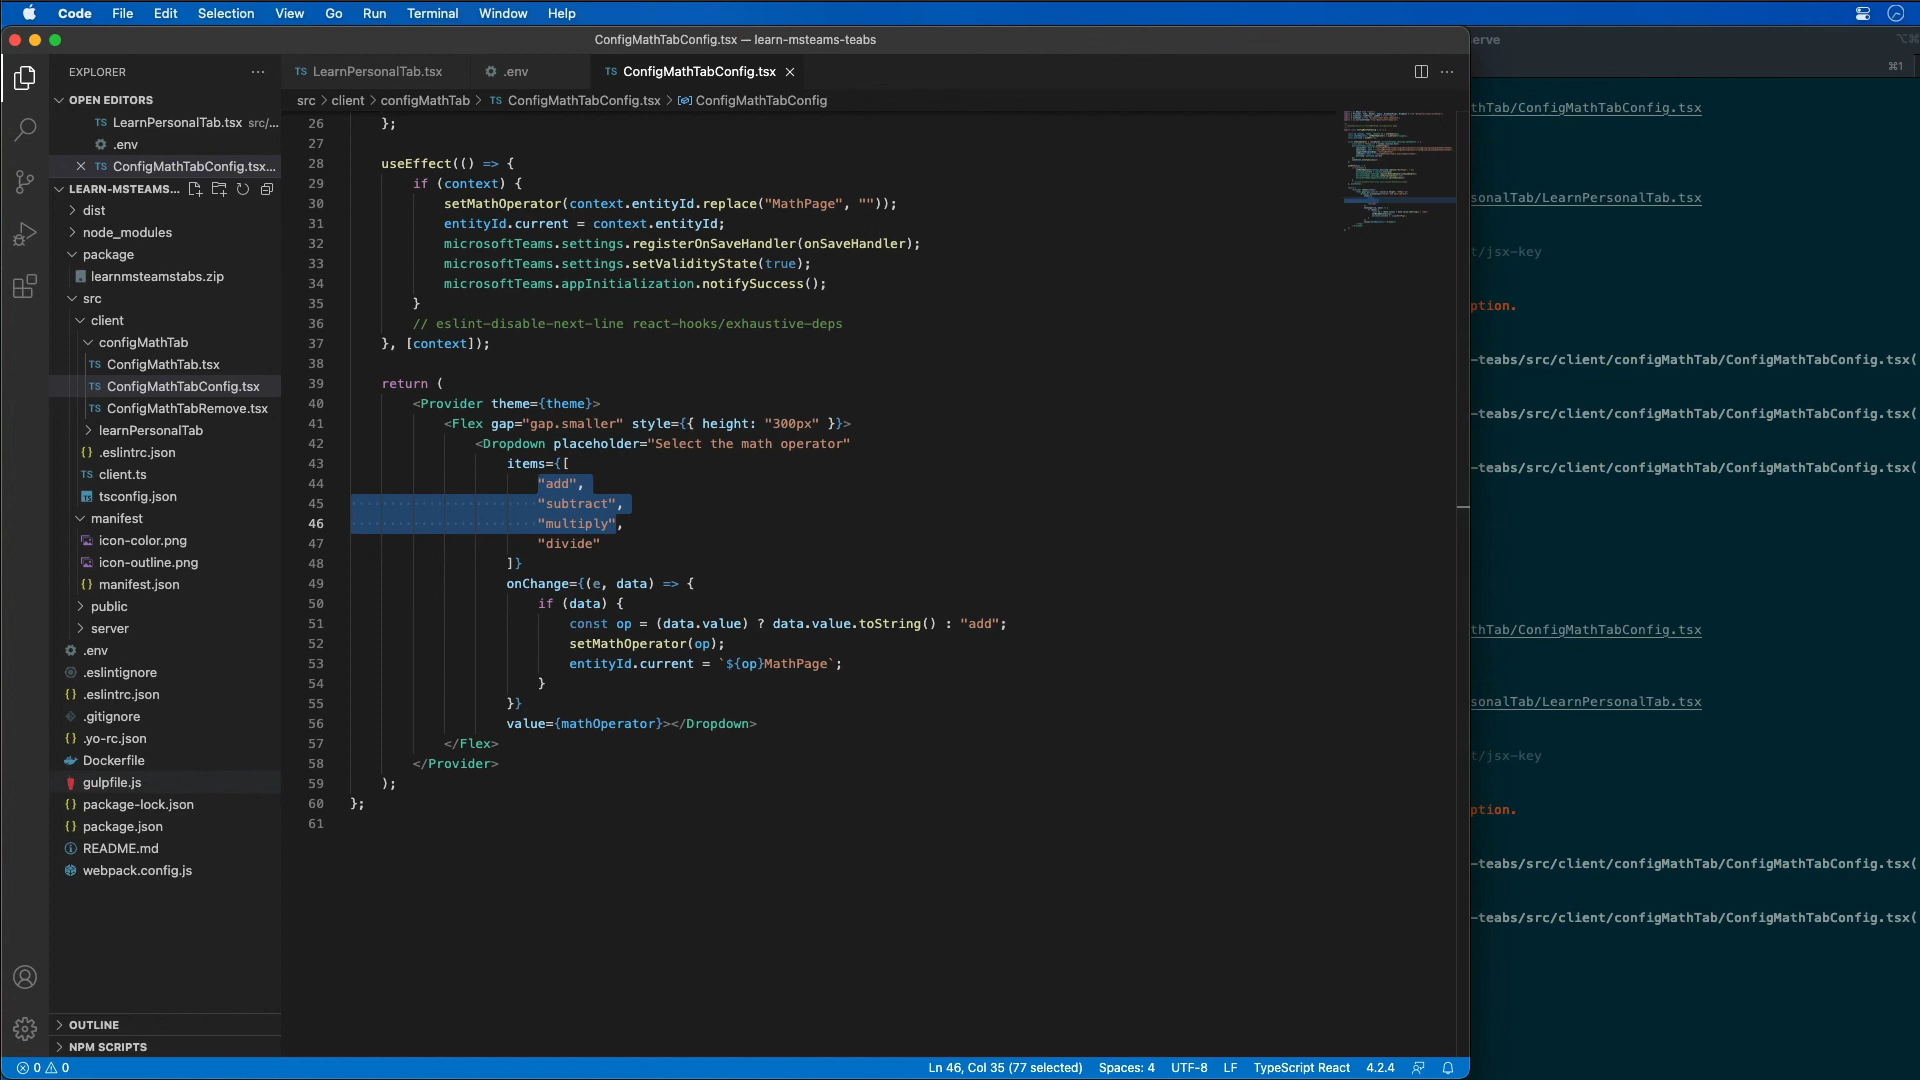 Code File Edit Selection View Go Run Terminal Window Help
ConfigMathTabConfig.tsx — learn-msteams-teabs
erve
⌥⌘
⌘1
EXPLORER
TS LearnPersonalTab.tsx
.env
TS ConfigMathTabConfig.tsx
OPEN EDITORS
TS LearnPersonalTab.tsx src/...
.env
TS ConfigMathTabConfig.tsx...
LEARN-MSTEAMS...
dist
node_modules
package
learnmsteamstabs.zip
src
client
configMathTab
TS ConfigMathTab.tsx
TS ConfigMathTabConfig.tsx
TS ConfigMathTabRemove.tsx
learnPersonalTab
{} .eslintrc.json
TS client.ts
tsconfig.json
manifest
icon-color.png
icon-outline.png
{} manifest.json
public
server
.env
.eslintignore
{} .eslintrc.json
.gitignore
{} .yo-rc.json
Dockerfile
gulpfile.js
{} package-lock.json
{} package.json
README.md
webpack.config.js
OUTLINE
NPM SCRIPTS
src > client > configMathTab > TS ConfigMathTabConfig.tsx > ConfigMathTabConfig
26 };
27
28 useEffect(() => {
29 if (context) {
30 setMathOperator(context.entityId.replace("MathPage", ""));
31 entityId.current = context.entityId;
32 microsoftTeams.settings.registerOnSaveHandler(onSaveHandler);
33 microsoftTeams.settings.setValidityState(true);
34 microsoftTeams.appInitialization.notifySuccess();
35 }
36 // eslint-disable-next-line react-hooks/exhaustive-deps
37 }, [context]);
38
39 return (
40 <Provider theme={theme}>
41 <Flex gap="gap.smaller" style={{ height: "300px" }}>
42 <Dropdown placeholder="Select the math operator"
43 items={[
44 "add",
45 "subtract",
46 "multiply",
47 "divide"
48 ]}
49 onChange={(e, data) => {
50 if (data) {
51 const op = (data.value) ? data.value.toString() : "add";
52 setMathOperator(op);
53 entityId.current = `${op}MathPage`;
54 }
55 }}
56 value={mathOperator}></Dropdown>
57 </Flex>
58 </Provider>
59 );
60 };
61
thTab/ConfigMathTabConfig.tsx
sonalTab/LearnPersonalTab.tsx
t/jsx-key
ption.
-teabs/src/client/configMathTab/ConfigMathTabConfig.tsx(
-teabs/src/client/configMathTab/ConfigMathTabConfig.tsx(
-teabs/src/client/configMathTab/ConfigMathTabConfig.tsx(
thTab/ConfigMathTabConfig.tsx
sonalTab/LearnPersonalTab.tsx
t/jsx-key
ption.
-teabs/src/client/configMathTab/ConfigMathTabConfig.tsx(
-teabs/src/client/configMathTab/ConfigMathTabConfig.tsx(
0 0 Ln 46, Col 35 (77 selected) Spaces: 4 UTF-8 LF TypeScript React 4.2.4